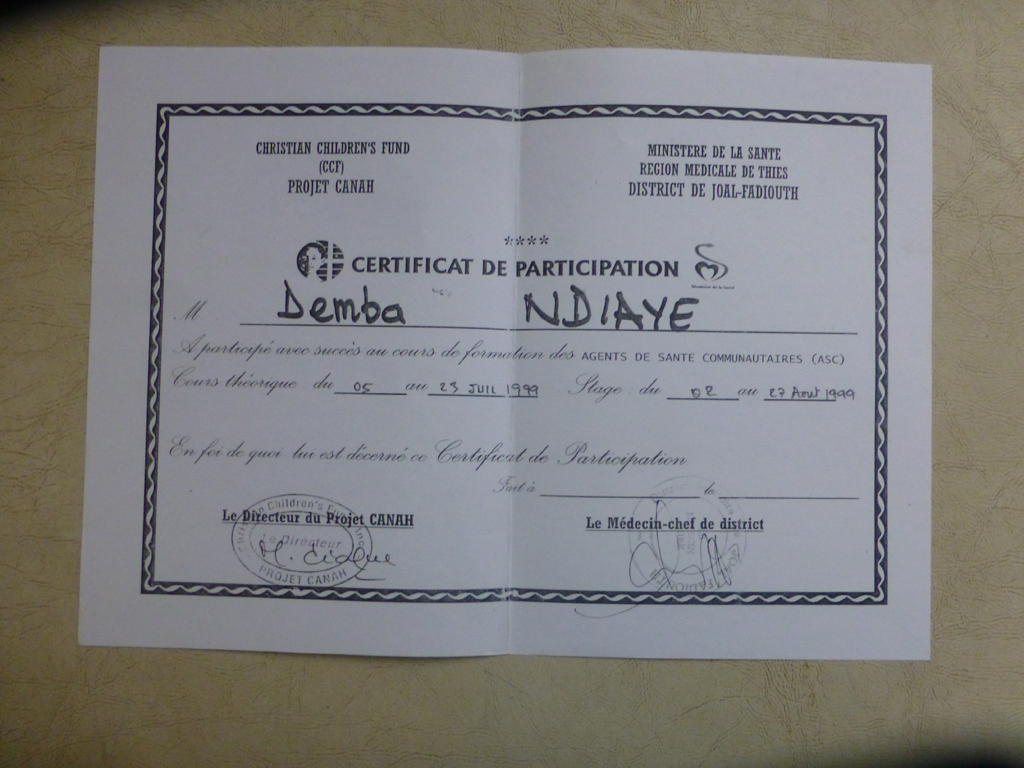 CHRISTIAN CHILDREN'S FUND
(CCF)
PROJET CANAH
MINISTERE DE LA SANTE
REGION MEDICALE DE THIES
DISTRICT DE JOAL-FADIOUTH
****
CERTIFICAT DE PARTICIPATION
M Demba NDIAYE
A participé avec succès au cours de formation des AGENTS DE SANTE COMMUNAUTAIRES (ASC)
Cours théorique du 05 au 23 JUIL 1999 Stage du 02 au 27 Aout 1999
En foi de quoi lui est décerné ce Certificat de Participation
Fait à le
Le Directeur du Projet CANAH
Le Médecin-chef de district
Christian Children's Fund Inc
Le Directeur
PROJET CANAH